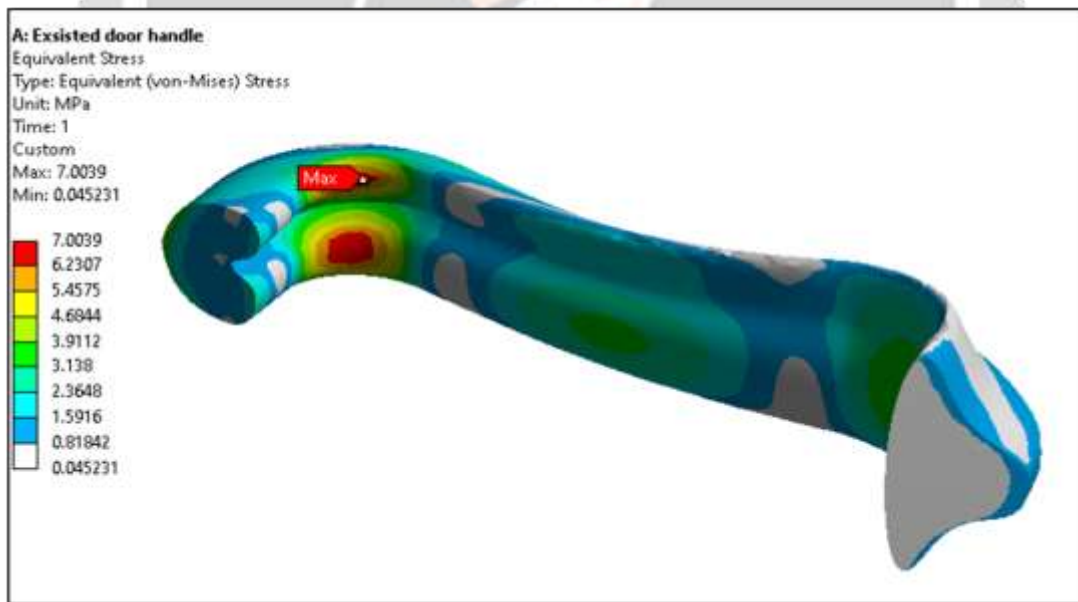 A: Exsisted door handle
Equivalent Stress
Type: Equivalent (von-Mises) Stress
Unit: MPa
Time: 1
Custom
Max: 7.0039
Min: 0.045231
Max
7.0039
6.2307
5.4575
4.6844
3.9112
3.138
2.3648
1.5916
0.81842
0.045231